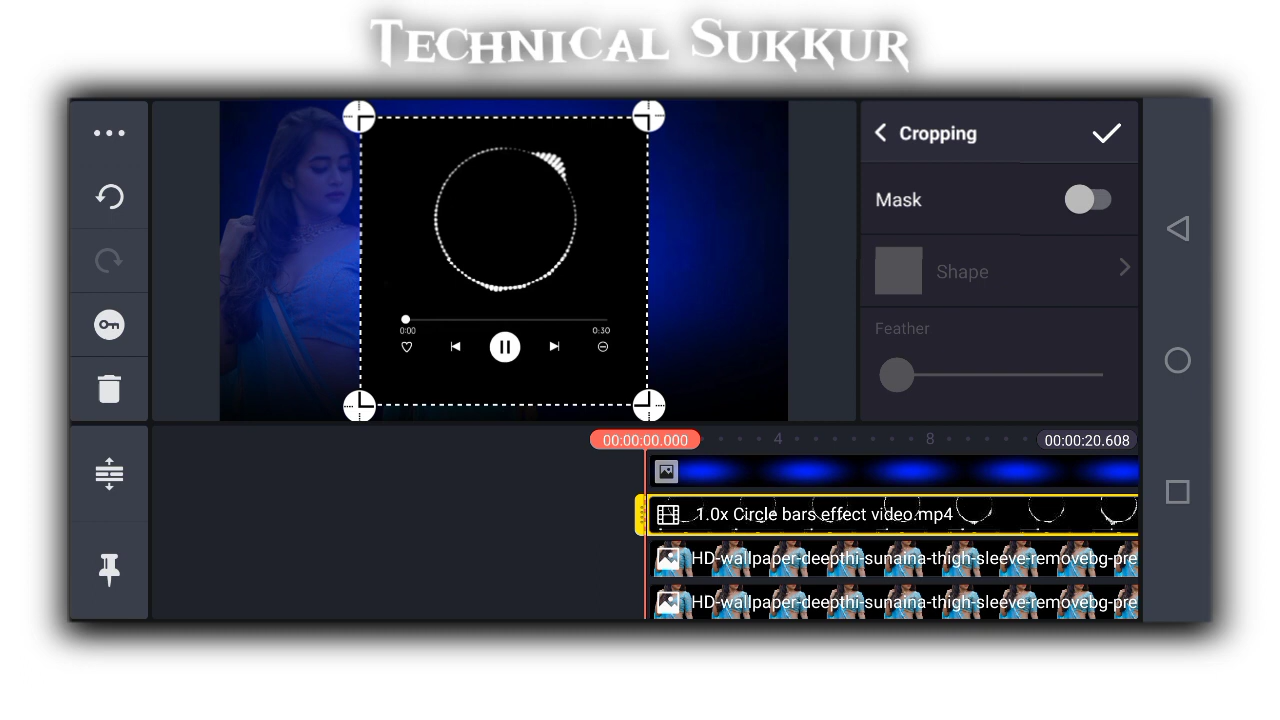 Technical Sukkur
Cropping
Mask
Shape
Feather
0:00 0:30
00:00:00.000 4 8 00:00:20.608
1.0x Circle bars effect video.mp4
HD-wallpaper-deepthi-sunaina-thigh-sleeve-removebg-pre
HD-wallpaper-deepthi-sunaina-thigh-sleeve-removebg-pre